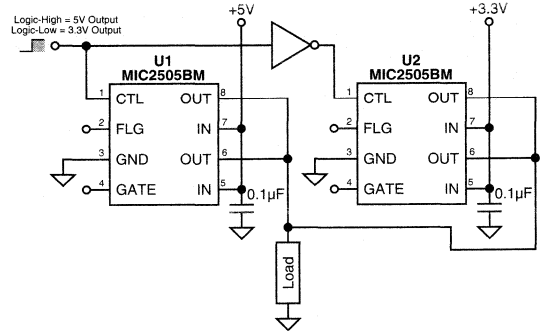 Logic-High = 5V Output
Logic-Low = 3.3V Output
+5V
+3.3V
U1
MIC2505BM
1 CTL OUT 8
2 FLG IN 7
3 GND OUT 6
4 GATE IN 5
0.1µF
U2
MIC2505BM
1 CTL OUT 8
2 FLG IN 7
3 GND OUT 6
4 GATE IN 5
0.1µF
Load